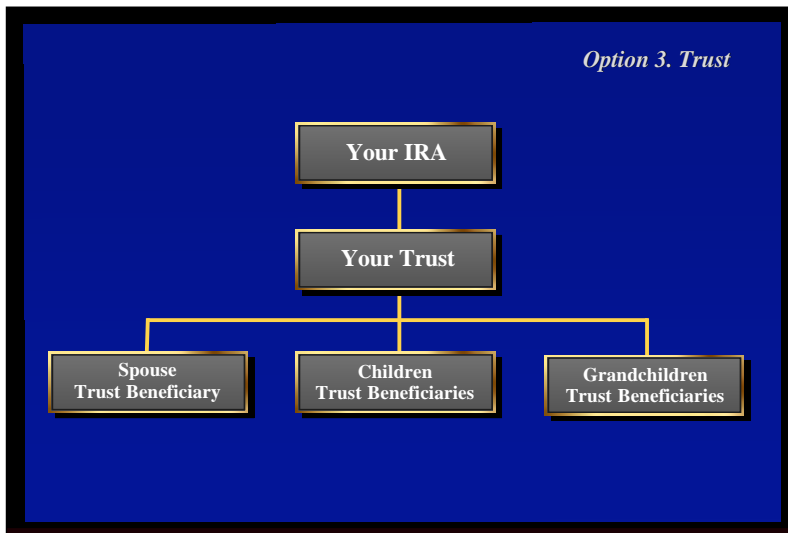 Option 3. Trust
Your IRA
Your Trust
Spouse
Trust Beneficiary
Children
Trust Beneficiaries
Grandchildren
Trust Beneficiaries